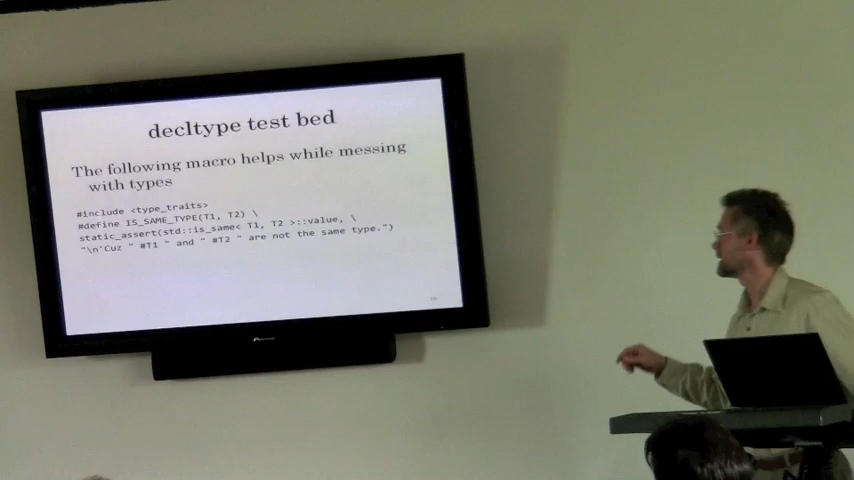 decltype test bed
The following macro helps while messing
with types
#include <type_traits>
#define IS_SAME_TYPE(T1, T2) \
static_assert(std::is_same< T1, T2 >::value, \
"\n'Cuz " #T1 " and " #T2 " are not the same type.")